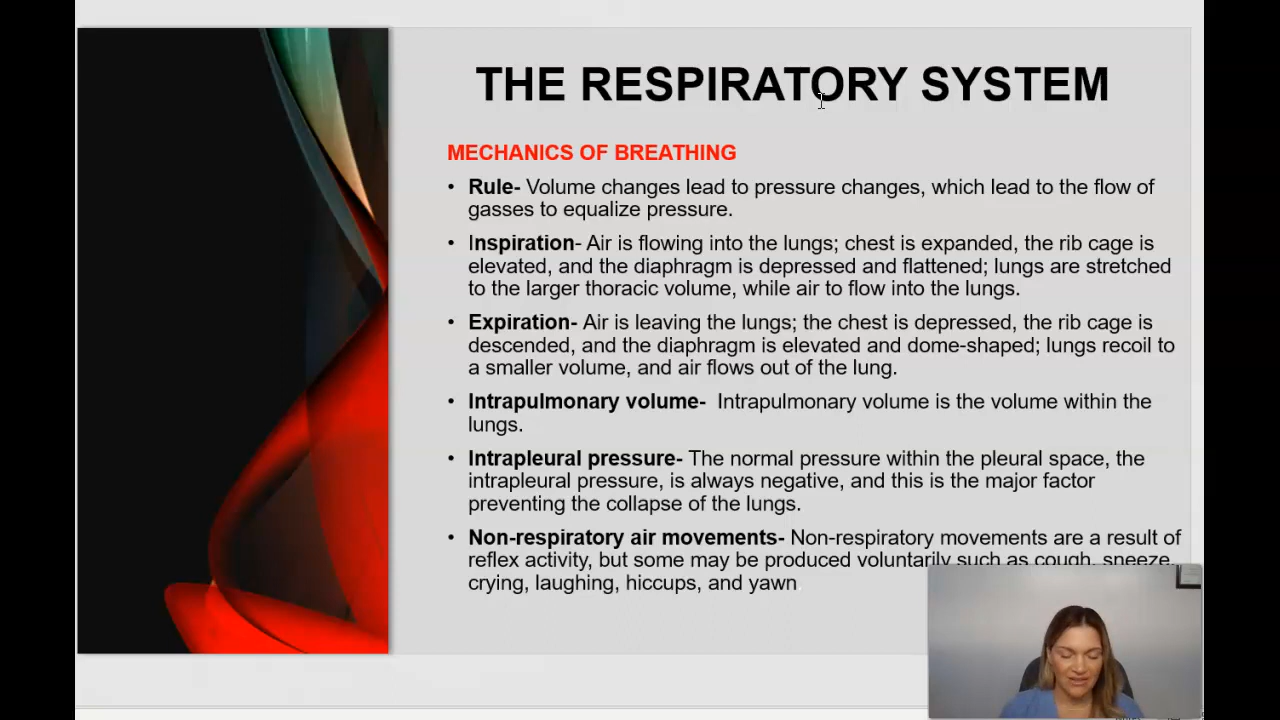 THE RESPIRATORY SYSTEM
MECHANICS OF BREATHING
• Rule- Volume changes lead to pressure changes, which lead to the flow of
gasses to equalize pressure.
• Inspiration- Air is flowing into the lungs; chest is expanded, the rib cage is
elevated, and the diaphragm is depressed and flattened; lungs are stretched
to the larger thoracic volume, while air to flow into the lungs.
• Expiration- Air is leaving the lungs; the chest is depressed, the rib cage is
descended, and the diaphragm is elevated and dome-shaped; lungs recoil to
a smaller volume, and air flows out of the lung.
• Intrapulmonary volume- Intrapulmonary volume is the volume within the
lungs.
• Intrapleural pressure- The normal pressure within the pleural space, the
intrapleural pressure, is always negative, and this is the major factor
preventing the collapse of the lungs.
• Non-respiratory air movements- Non-respiratory movements are a result of
reflex activity, but some may be produced voluntarily such as cough, sneeze,
crying, laughing, hiccups, and yawn.